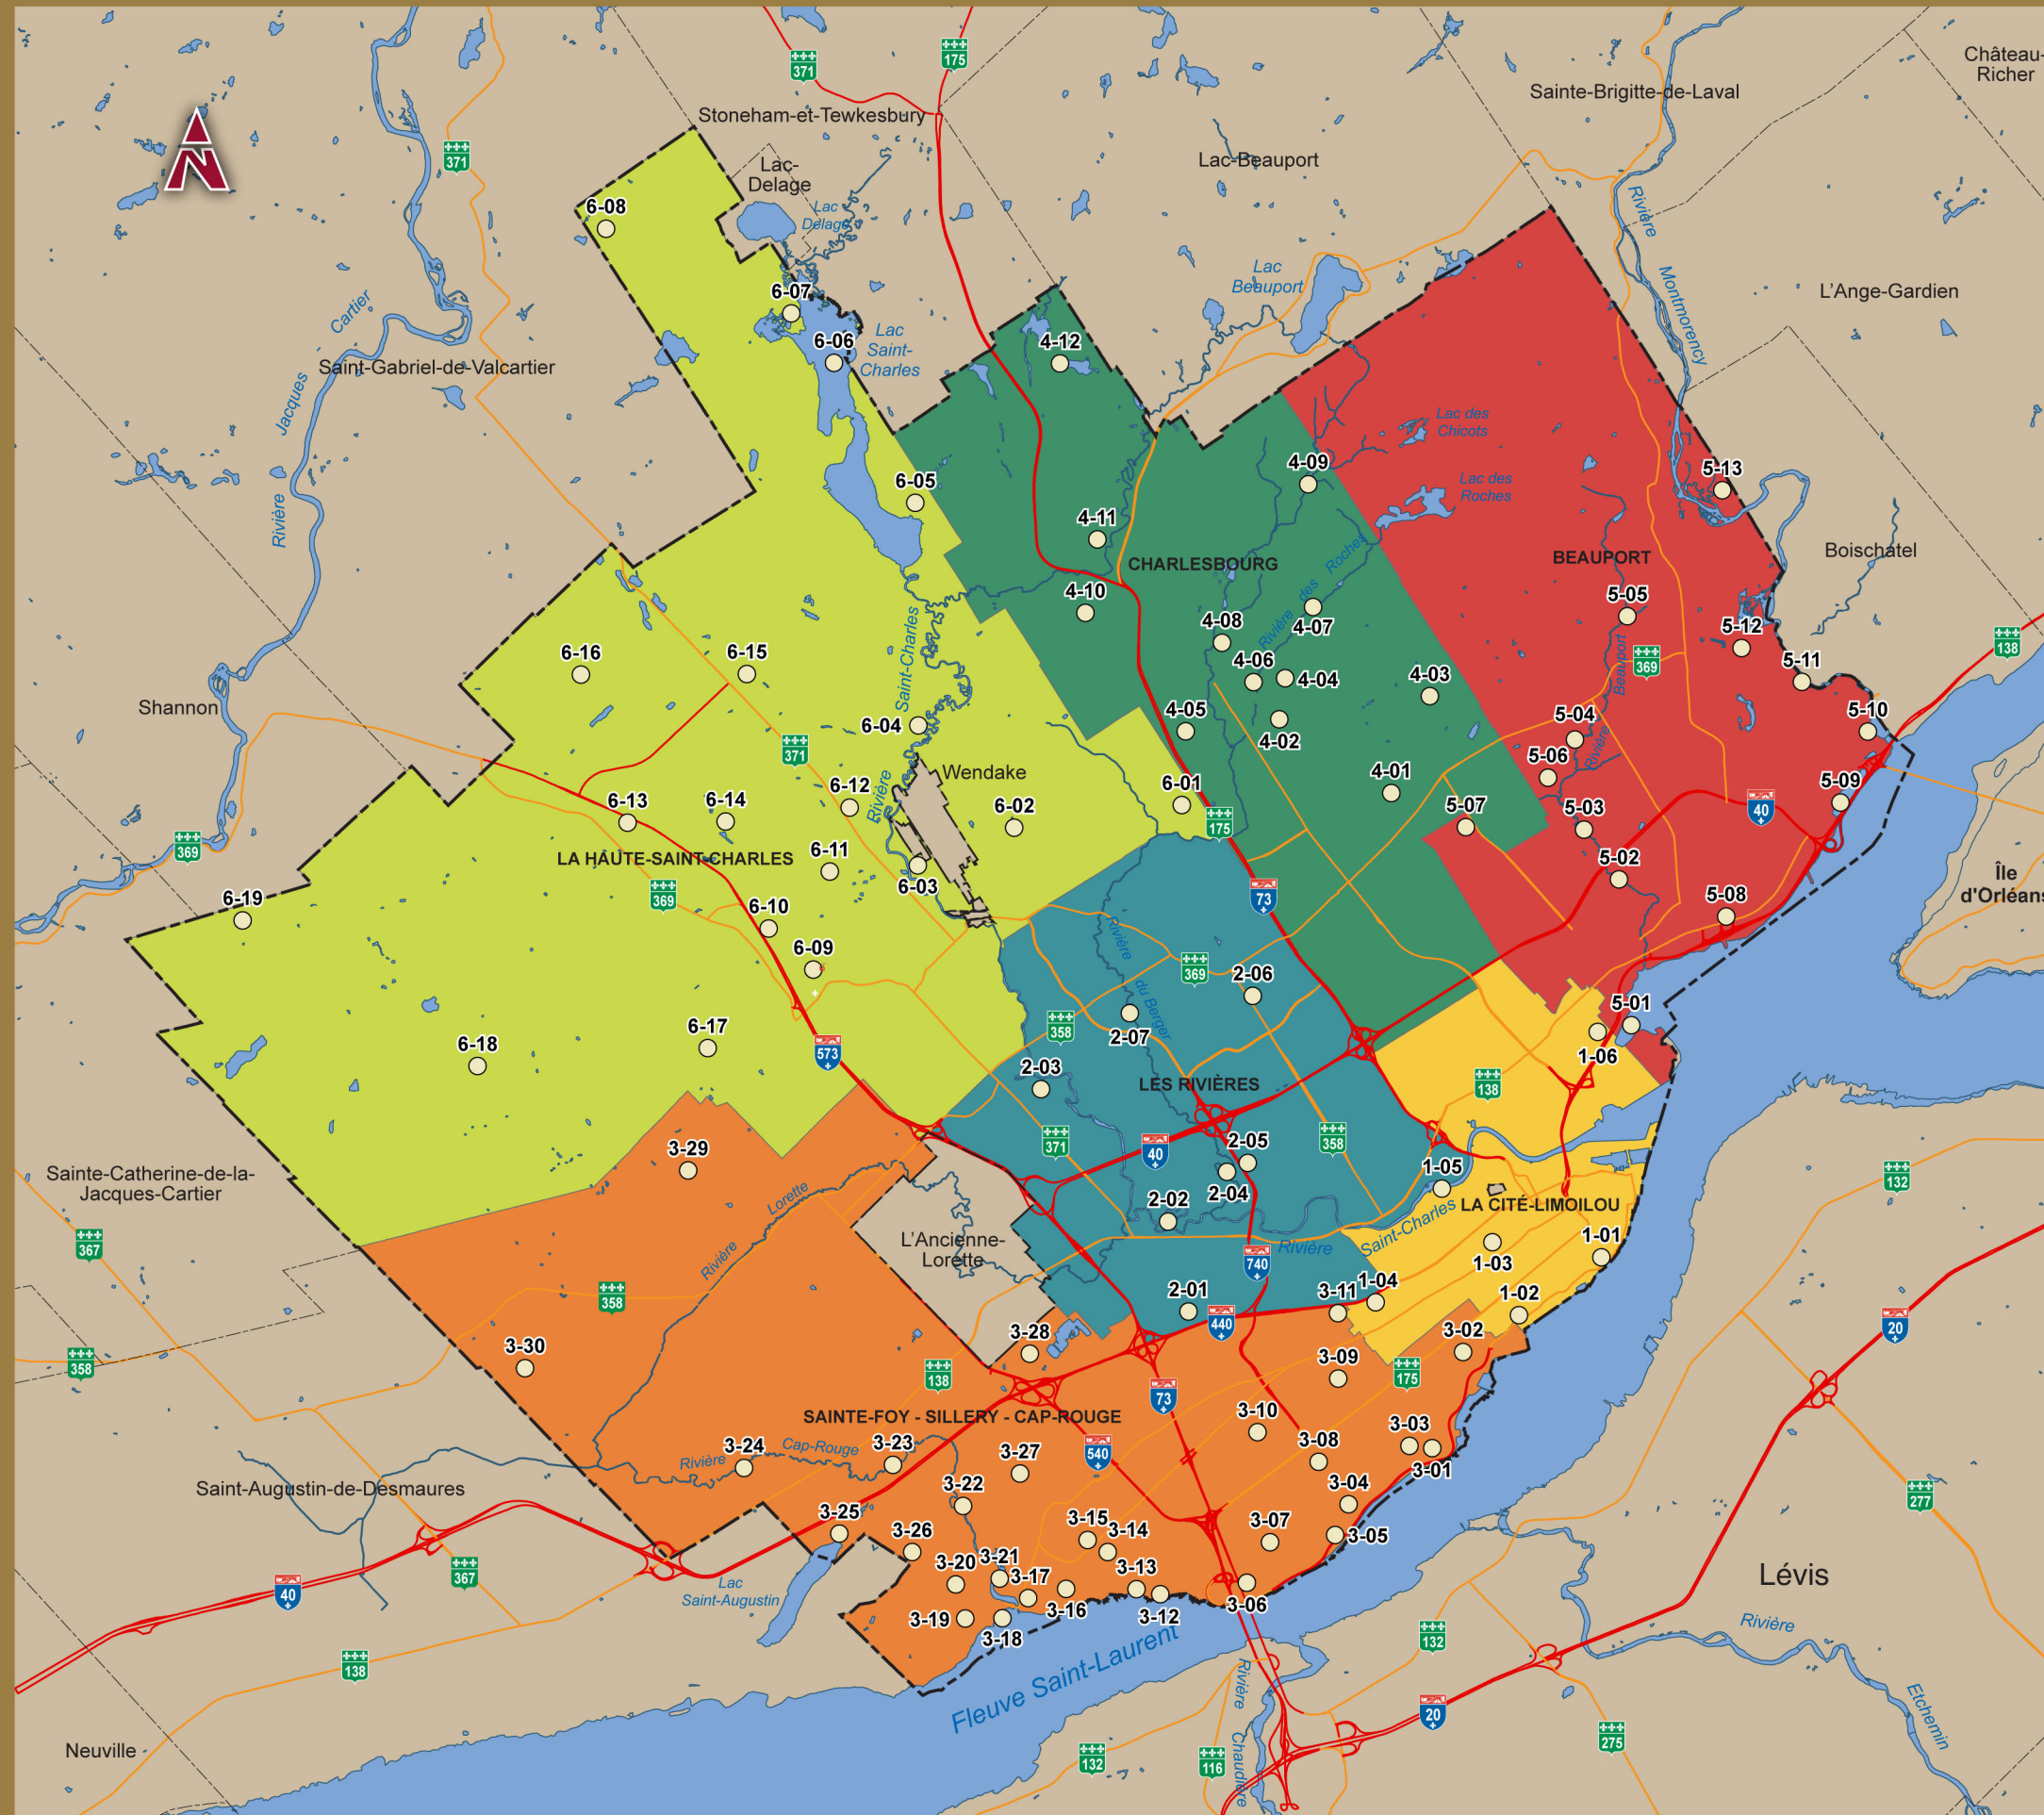 Château-
Richer
371
175
Sainte-Brigitte-de-Laval
Stoneham-et-Tewkesbury
N
371
Lac-
Delage
Lac-Beauport
6-08
Lac
Delage
Rivière
Montmorency
Lac
Beauport
L'Ange-Gardien
6-07
Cartier
6-06
Lac
Saint-
Charles
4-12
Saint-Gabriel-de-Valcartier
Jacques
Rivière
Lac des
Chicots
4-09
5-13
6-05
Lac des
Roches
4-11
CHARLESBOURG
BEAUPORT
Boischatel
Rivière des Roches
4-10
4-08
4-07
5-05
5-12
138
6-16
6-15
Saint-Charles
Rivière
4-06
4-04
4-03
369
Beauport
Rivière
5-11
Shannon
6-04
4-05
4-02
5-04
5-10
371
Wendake
4-01
5-06
5-09
6-13
6-14
6-12
6-02
6-01
175
5-07
5-03
40
369
LA HAUTE-SAINT-CHARLES
6-11
6-03
5-02
Île
d'Orléans
6-19
369
6-10
73
5-08
6-09
Rivière
du Berger
369
2-06
6-18
6-17
573
358
2-07
5-01
1-06
2-03
LES RIVIÈRES
138
3-29
371
40
2-05
358
1-05
132
Sainte-Catherine-de-la-
Jacques-Cartier
Lorette
Rivière
2-02
2-04
LA CITÉ-LIMOILOU
367
L'Ancienne-
Lorette
Rivière
Saint-Charles
1-03
1-01
740
358
2-01
440
3-11
1-04
1-02
20
358
3-30
3-28
138
3-09
3-02
175
73
SAINTE-FOY - SILLERY - CAP-ROUGE
3-10
3-24
Rivière
Cap-Rouge
3-23
3-27
540
3-08
3-03
3-01
Saint-Augustin-de-Desmaures
3-22
3-04
277
3-25
3-26
3-15
3-14
3-07
3-05
367
40
Lac
Saint-Augustin
3-20
3-21
3-17
3-13
Lévis
3-19
3-18
3-16
3-12
3-06
138
Fleuve Saint-Laurent
132
Rivière
Etchemin
Rivière
Chaudière
20
275
Neuville
132
116